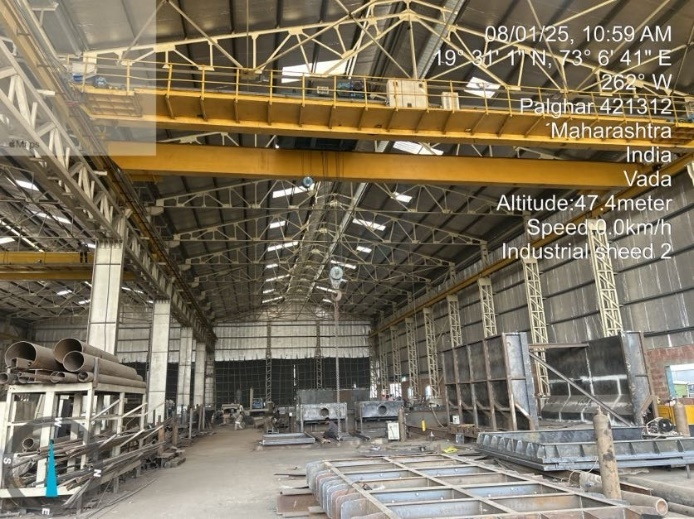 08/01/25, 10:59 AM
19° 31' 1" N, 73° 6' 41" E
262° W
Palghar 421312
Maharashtra
India
Vada
Altitude:47.4meter
Speed:0.0km/h
Industrial sheed 2
Maps
S
E
N